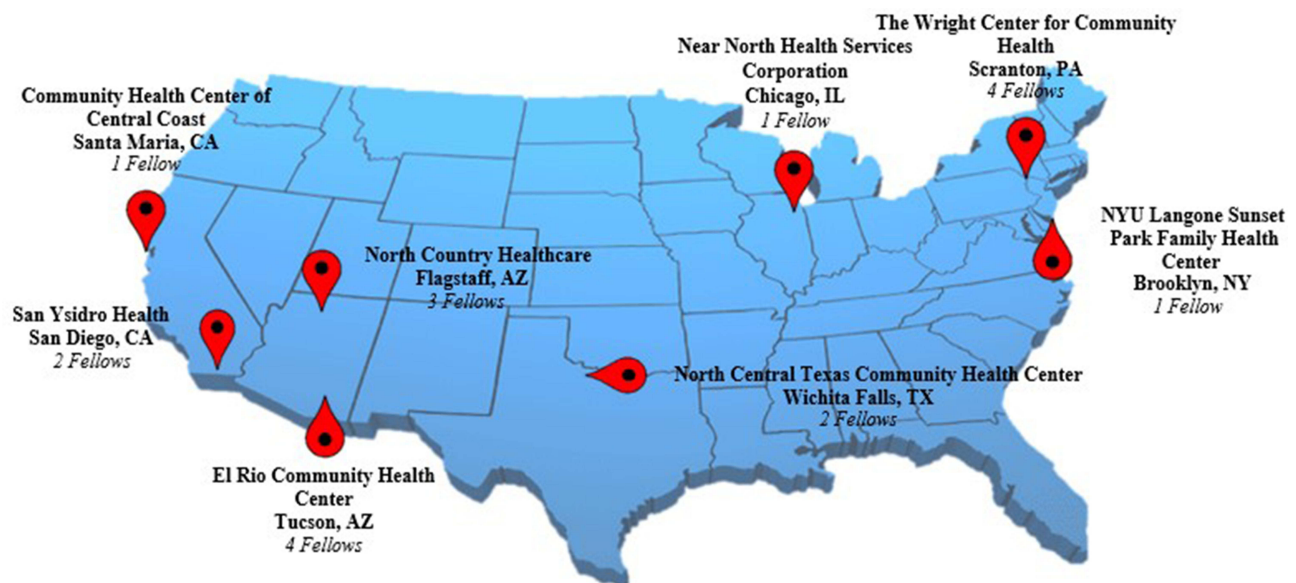 The Wright Center for Community
Health
Scranton, PA
4 Fellows
Near North Health Services
Corporation
Chicago, IL
1 Fellow
Community Health Center of
Central Coast
Santa Maria, CA
1 Fellow
NYU Langone Sunset
Park Family Health
Center
Brooklyn, NY
1 Fellow
North Country Healthcare
Flagstaff, AZ
3 Fellows
San Ysidro Health
San Diego, CA
2 Fellows
North Central Texas Community Health Center
Wichita Falls, TX
2 Fellows
El Rio Community Health
Center
Tucson, AZ
4 Fellows